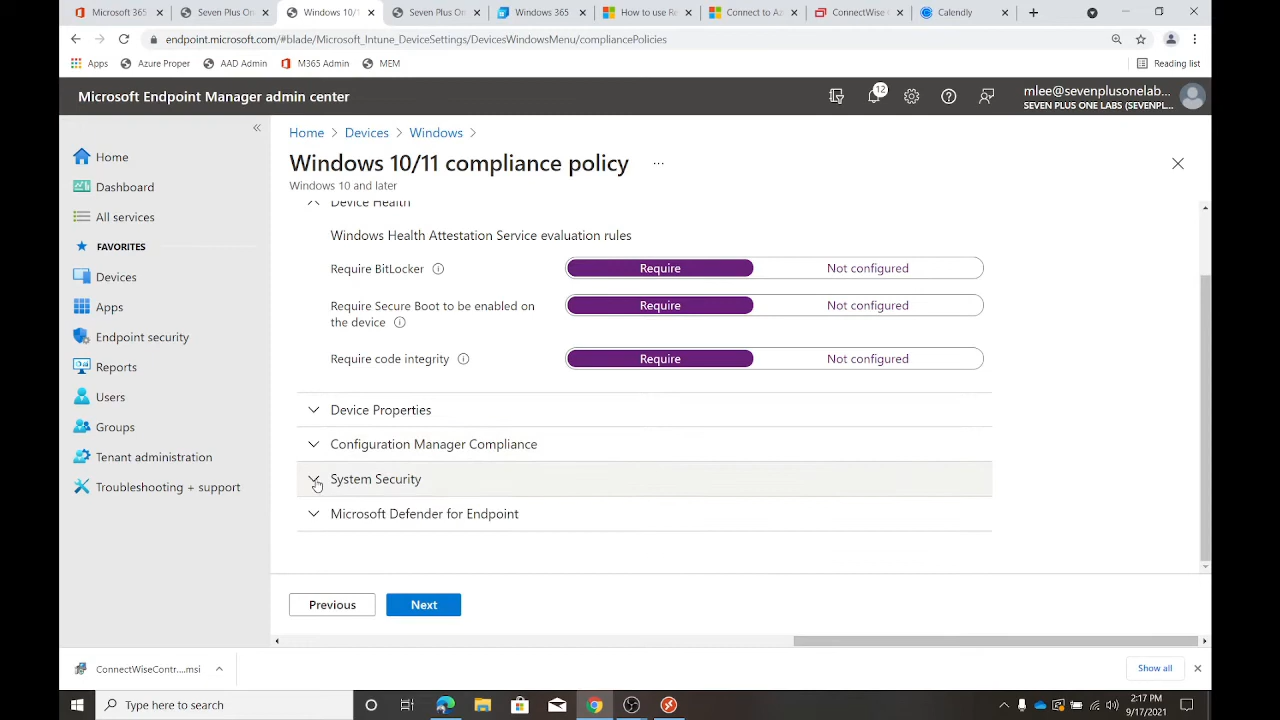 Microsoft 365
Seven Plus On
Windows 10/1
Seven Plus On
Windows 365
How to use Re
Connect to Az
ConnectWise C
Calendly
endpoint.microsoft.com/#blade/Microsoft_Intune_DeviceSettings/DevicesWindowsMenu/compliancePolicies
Apps
Azure Proper
AAD Admin
M365 Admin
MEM
Reading list
Microsoft Endpoint Manager admin center
12
mlee@sevenplusonelab...
SEVEN PLUS ONE LABS (SEVENPL...
Home
Dashboard
All services
FAVORITES
Devices
Apps
Endpoint security
Reports
Users
Groups
Tenant administration
Troubleshooting + support
Home > Devices > Windows >
Windows 10/11 compliance policy ...
Windows 10 and later
Device Health
Windows Health Attestation Service evaluation rules
Require BitLocker
Require
Not configured
Require Secure Boot to be enabled on
the device
Require
Not configured
Require code integrity
Require
Not configured
Device Properties
Configuration Manager Compliance
System Security
Microsoft Defender for Endpoint
Previous
Next
ConnectWiseContr....msi
Show all
Type here to search
2:17 PM
9/17/2021